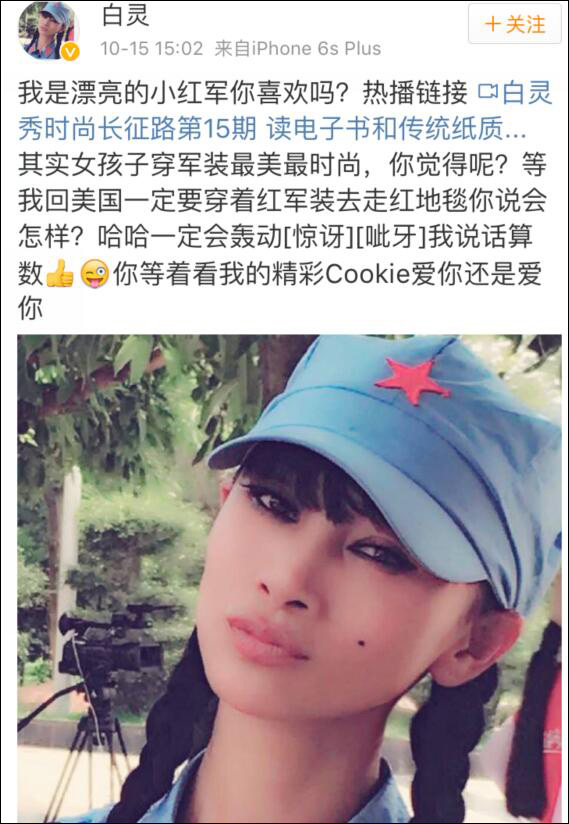 白灵
+关注
10-15 15:02 来自iPhone 6s Plus
我是漂亮的小红军你喜欢吗？热播链接 白灵
秀时尚长征路第15期 读电子书和传统纸质...
其实女孩子穿军装最美最时尚，你觉得呢？等
我回美国一定要穿着红军装去走红地毯你说会
怎样？哈哈一定会轰动[惊讶][呲牙]我说话算
数👍😜你等着看我的精彩Cookie爱你还是爱
你